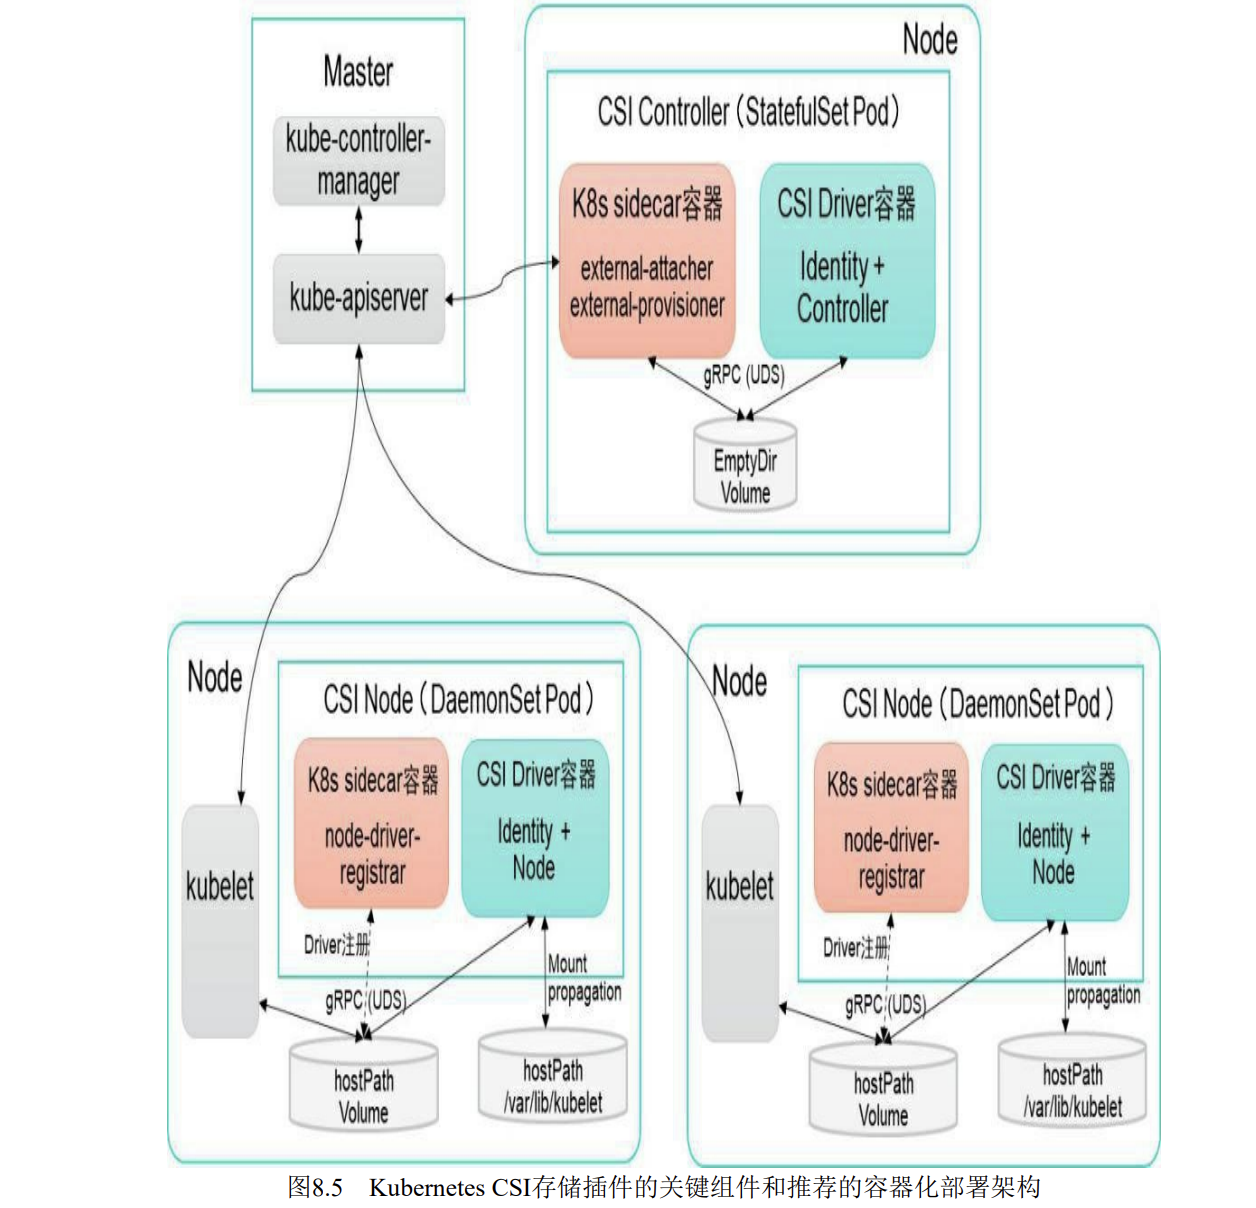 Master
kube-controller-
manager
kube-apiserver
Node
CSI Controller（StatefulSet Pod）
K8s sidecar容器
external-attacher
external-provisioner
CSI Driver容器
Identity +
Controller
gRPC (UDS)
EmptyDir
Volume
Node
CSI Node（DaemonSet Pod）
K8s sidecar容器
node-driver-
registrar
CSI Driver容器
Identity +
Node
kubelet
Driver注册
gRPC (UDS)
Mount
propagation
hostPath
Volume
hostPath
/var/lib/kubelet
Node
CSI Node（DaemonSet Pod）
K8s sidecar容器
node-driver-
registrar
CSI Driver容器
Identity +
Node
kubelet
Driver注册
gRPC (UDS)
Mount
propagation
hostPath
Volume
hostPath
/var/lib/kubelet
图8.5 Kubernetes CSI存储插件的关键组件和推荐的容器化部署架构